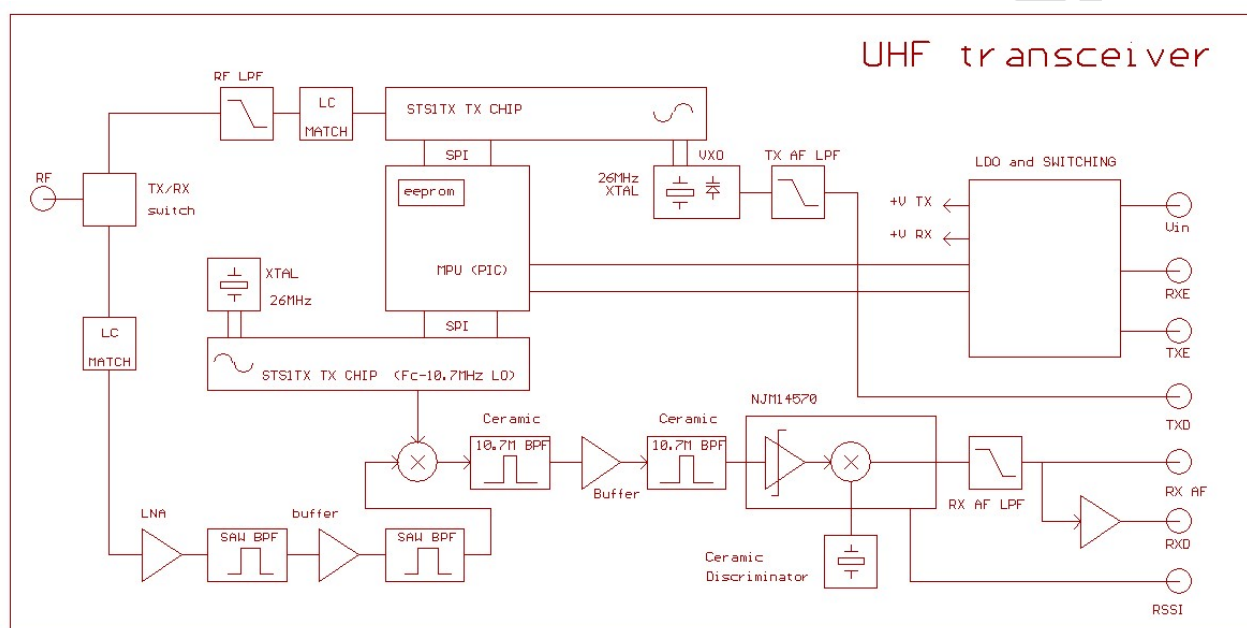 UHF transceiver
RF LPF
LC
MATCH
STS1TX TX CHIP
SPI
VXO
TX AF LPF
LDO and SWITCHING
26MHz
XTAL
eeprom
RF
TX/RX
switch
+V TX
+V RX
Vin
MPU (PIC)
XTAL
26MHz
RXE
SPI
LC
MATCH
TXE
STS1TX TX CHIP (Fc-10.7MHz LO)
NJM14570
TXD
Ceramic
Ceramic
10.7M BPF
10.7M BPF
Buffer
RX AF LPF
RX AF
LNA
buffer
SAW BPF
SAW BPF
RXD
Ceramic
Discriminator
RSSI